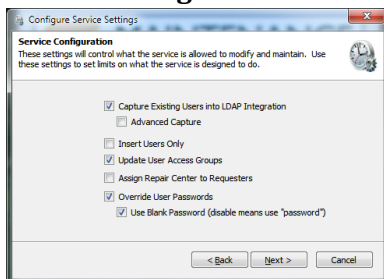 Configure Service Settings
Service Configuration
These settings will control what the service is allowed to modify and maintain. Use
these settings to set limits on what the service is designed to do.
Capture Existing Users into LDAP Integration
Advanced Capture
Insert Users Only
Update User Access Groups
Assign Repair Center to Requesters
Override User Passwords
Use Blank Password (disable means use "password")
< Back
Next >
Cancel